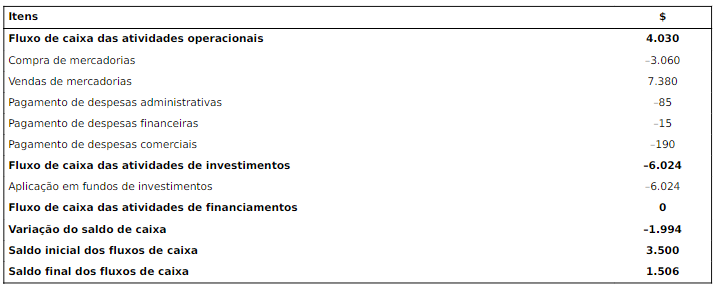 Itens $
Fluxo de caixa das atividades operacionais 4.030
Compra de mercadorias –3.060
Vendas de mercadorias 7.380
Pagamento de despesas administrativas –85
Pagamento de despesas financeiras –15
Pagamento de despesas comerciais –190
Fluxo de caixa das atividades de investimentos –6.024
Aplicação em fundos de investimentos –6.024
Fluxo de caixa das atividades de financiamentos 0
Variação do saldo de caixa –1.994
Saldo inicial dos fluxos de caixa 3.500
Saldo final dos fluxos de caixa 1.506